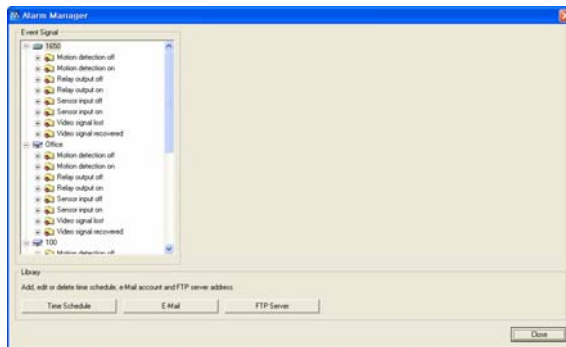 Alarm Manager
Event Signal
1650
Motion detection off
Motion detection on
Relay output off
Relay output on
Sensor input off
Sensor input on
Video signal lost
Video signal recovered
Office
Motion detection off
Motion detection on
Relay output off
Relay output on
Sensor input off
Sensor input on
Video signal lost
Video signal recovered
100
Motion detection off
Library
Add, edit or delete time schedule, e-Mail account and FTP server address
Time Schedule
E-Mail
FTP Server
Close